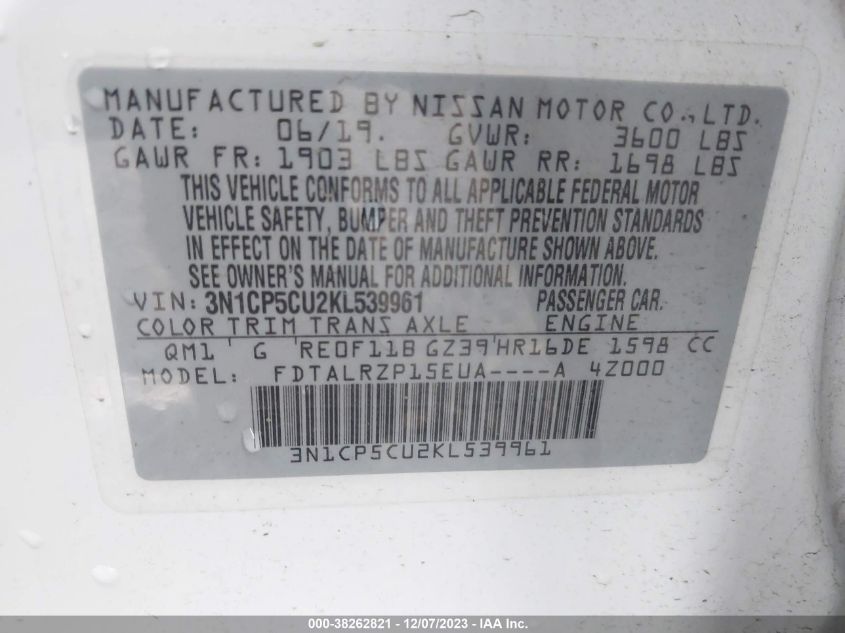 MANUFACTURED BY NISSAN MOTOR CO.,LTD.
DATE: 06/19. GVWR: 3600 LBS
GAWR FR: 1903 LBS GAWR RR: 1698 LBS
THIS VEHICLE CONFORMS TO ALL APPLICABLE FEDERAL MOTOR
VEHICLE SAFETY, BUMPER AND THEFT PREVENTION STANDARDS
IN EFFECT ON THE DATE OF MANUFACTURE SHOWN ABOVE.
SEE OWNER'S MANUAL FOR ADDITIONAL INFORMATION.
VIN: 3N1CP5CU2KL539961 PASSENGER CAR.
COLOR TRIM TRANS AXLE ENGINE
QM1 ' G 'RE0F11B GZ39'HR16DE 1598 CC
MODEL: FDTALRZP15EUA----A 4Z000
3N1CP5CU2KL539961
000-38262821 - 12/07/2023 - IAA Inc.